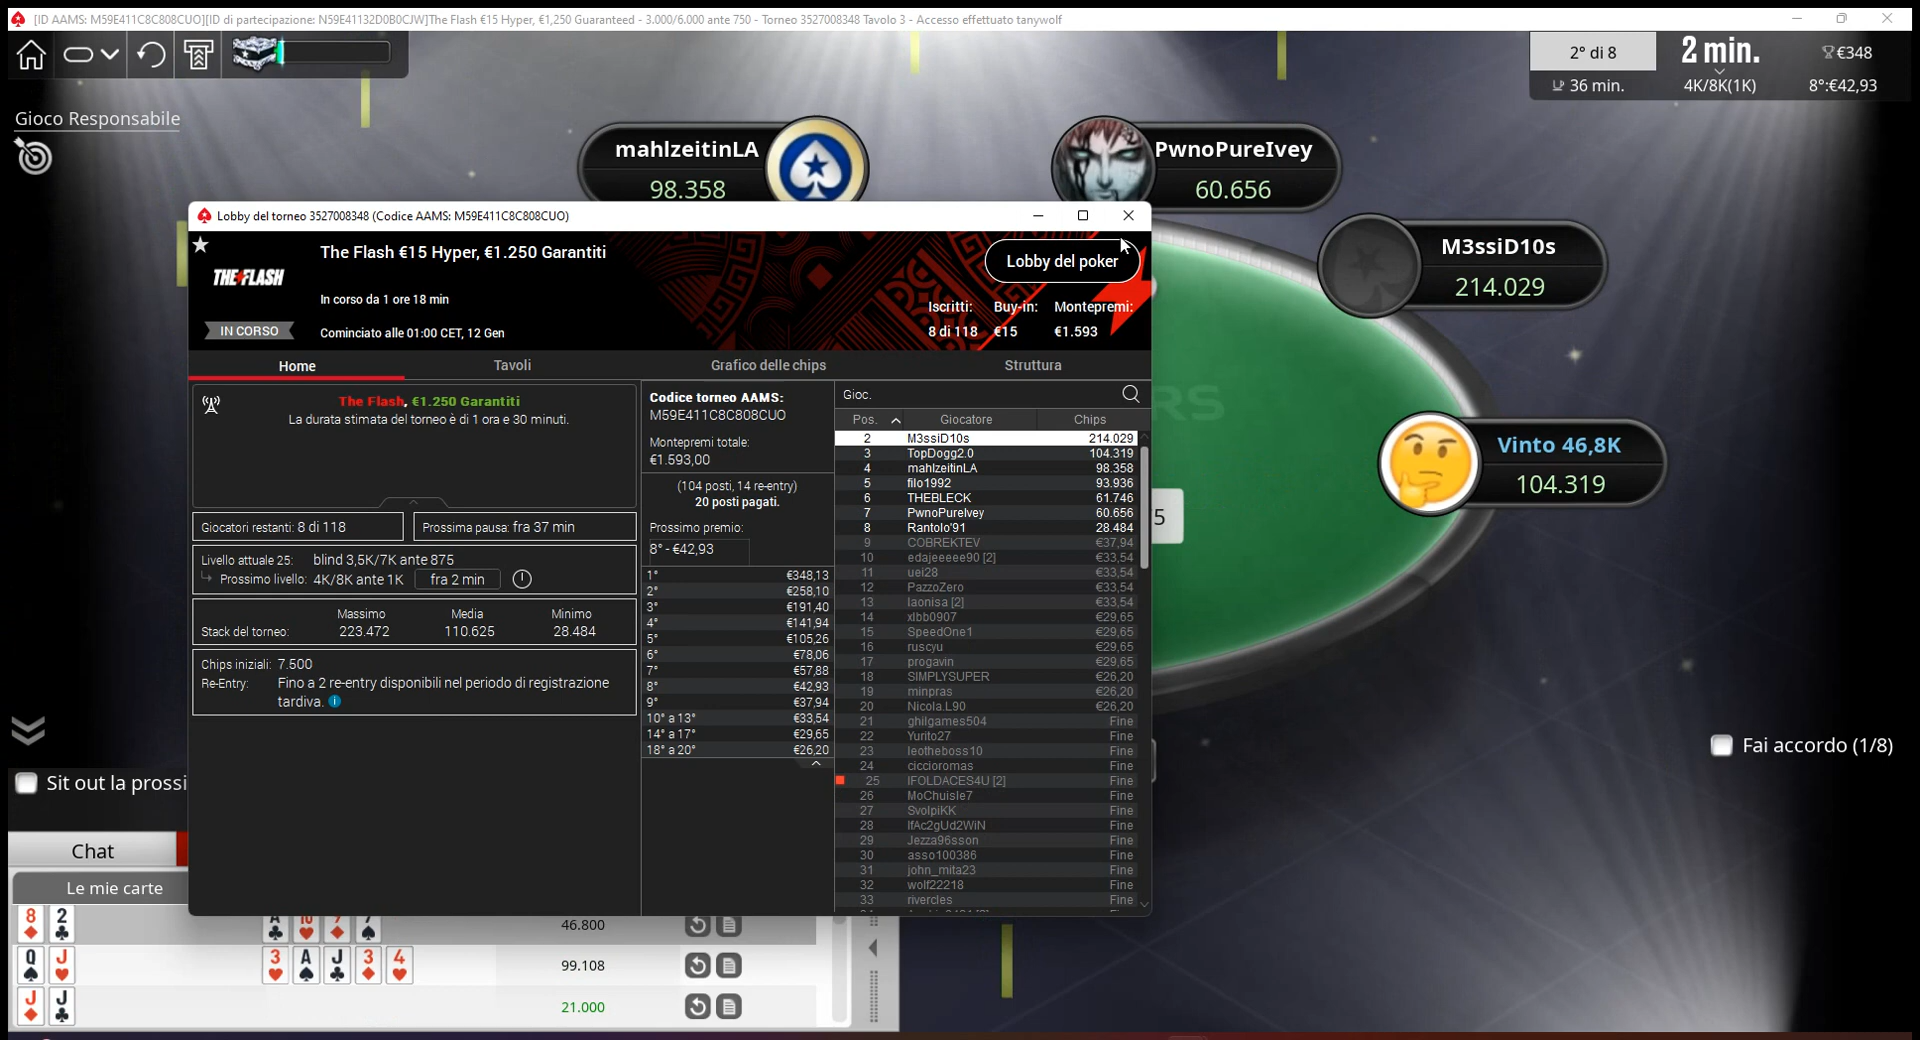 [ID AAMS: M59E411C8C808CUO][ID di partecipazione: N59E41132D0B0CJW]The Flash €15 Hyper, €1,250 Guaranteed - 3.000/6.000 ante 750 - Torneo 3527008348 Tavolo 3 - Accesso effettuato tanywolf
2° di 8
2 min.
€348
36 min.
4K/8K(1K)
8°:€42,93
Gioco Responsabile
mahlzeitinLA
98.358
PwnoPureIvey
60.656
M3ssiD10s
214.029
Vinto 46,8K
104.319
RS
5
Lobby del torneo 3527008348 (Codice AAMS: M59E411C8C808CUO)
The Flash €15 Hyper, €1.250 Garantiti
Lobby del poker
THE FLASH
In corso da 1 ore 18 min
IN CORSO
Cominciato alle 01:00 CET, 12 Gen
Iscritti: Buy-in: Montepremi:
8 di 118 €15 €1.593
Home Tavoli Grafico delle chips Struttura
The Flash, €1.250 Garantiti
La durata stimata del torneo è di 1 ora e 30 minuti.
Giocatori restanti: 8 di 118
Prossima pausa: fra 37 min
Livello attuale 25: blind 3,5K/7K ante 875
Prossimo livello: 4K/8K ante 1K fra 2 min
Massimo Media Minimo
Stack del torneo: 223.472 110.625 28.484
Chips iniziali: 7.500
Re-Entry: Fino a 2 re-entry disponibili nel periodo di registrazione
tardiva.
Codice torneo AAMS:
M59E411C8C808CUO
Montepremi totale:
€1.593,00
(104 posti, 14 re-entry)
20 posti pagati.
Prossimo premio:
8° - €42,93
1° €348,13
2° €258,10
3° €191,40
4° €141,94
5° €105,26
6° €78,06
7° €57,88
8° €42,93
9° €37,94
10° a 13° €33,54
14° a 17° €29,65
18° a 20° €26,20
Gioc.
Pos. Giocatore Chips
2 M3ssiD10s 214.029
3 TopDogg2.0 104.319
4 mahlzeitinLA 98.358
5 filo1992 93.936
6 THEBLECK 61.746
7 PwnoPureIvey 60.656
8 Rantolo'91 28.484
9 COBREKTEV €37,94
10 edajeeeee90 [2] €33,54
11 uei28 €33,54
12 PazzoZero €33,54
13 laonisa [2] €33,54
14 xlbb0907 €29,65
15 SpeedOne1 €29,65
16 ruscyu €29,65
17 progavin €29,65
18 SIMPLYSUPER €26,20
19 minpras €26,20
20 Nicola.L90 €26,20
21 ghilgames504 Fine
22 Yurito27 Fine
23 leotheboss10 Fine
24 ciccioromas Fine
25 IFOLDACES4U [2] Fine
26 MoChuisle7 Fine
27 SvolpiKK Fine
28 IfAc2gUd2WiN Fine
29 Jezza96sson Fine
30 asso100386 Fine
31 john_mita23 Fine
32 wolf22218 Fine
33 rivercles Fine
Fai accordo (1/8)
Sit out la prossi
Chat
Le mie carte
8 2 A 10 7 7 46.800
Q J 3 A J 3 4 99.108
J J 21.000